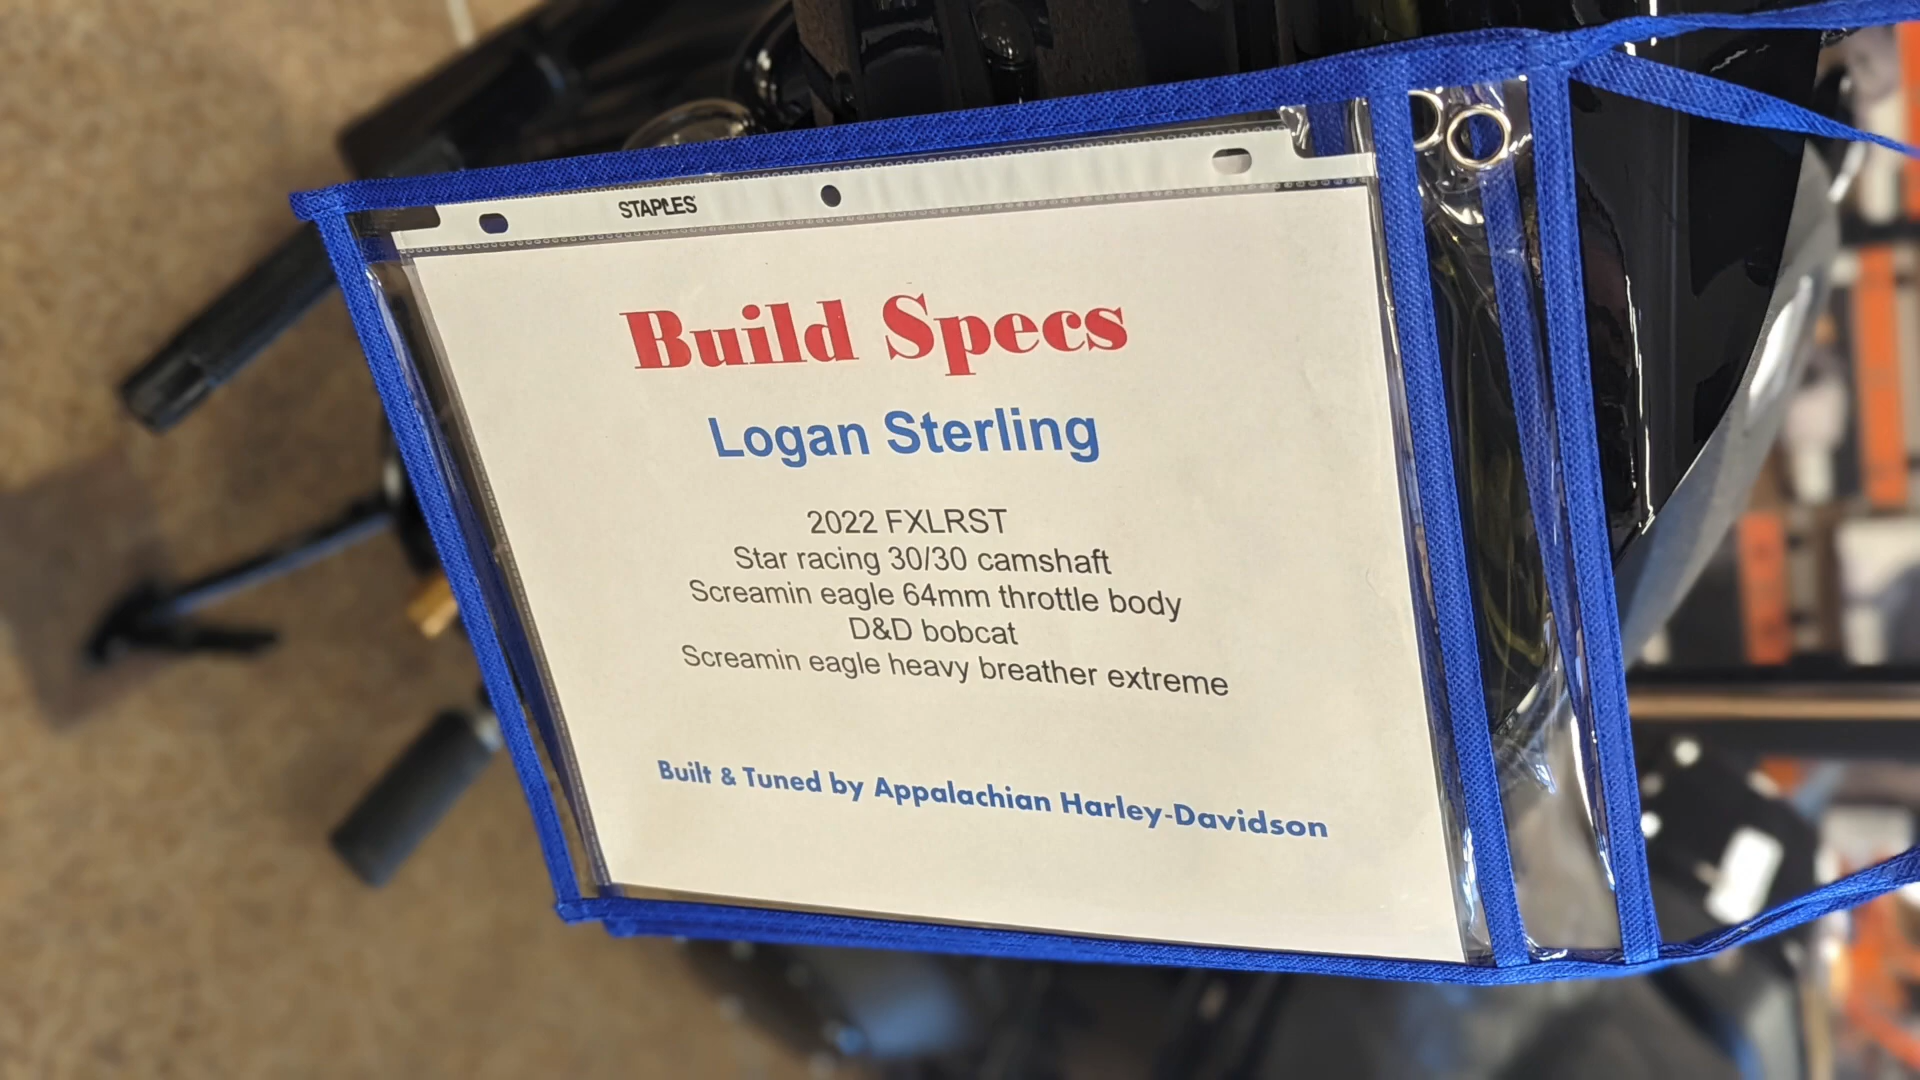 STAPLES
Build Specs
Logan Sterling
2022 FXLRST
Star racing 30/30 camshaft
Screamin eagle 64mm throttle body
D&D bobcat
Screamin eagle heavy breather extreme
Built & Tuned by Appalachian Harley-Davidson